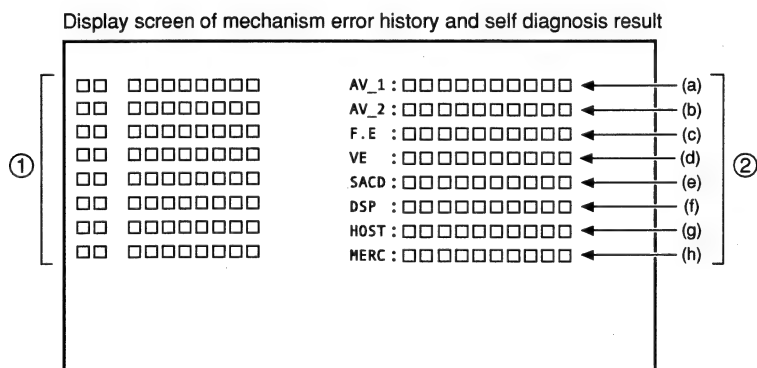 Display screen of mechanism error history and self diagnosis result
① □□ □□□□□□□□ AV_1 : □□□□□□□□□□ (a) ②
□□ □□□□□□□□ AV_2 : □□□□□□□□□□ (b)
□□ □□□□□□□□ F.E : □□□□□□□□□□ (c)
□□ □□□□□□□□ VE : □□□□□□□□□□ (d)
□□ □□□□□□□□ SACD : □□□□□□□□□□ (e)
□□ □□□□□□□□ DSP : □□□□□□□□□□ (f)
□□ □□□□□□□□ HOST : □□□□□□□□□□ (g)
□□ □□□□□□□□ MERC : □□□□□□□□□□ (h)